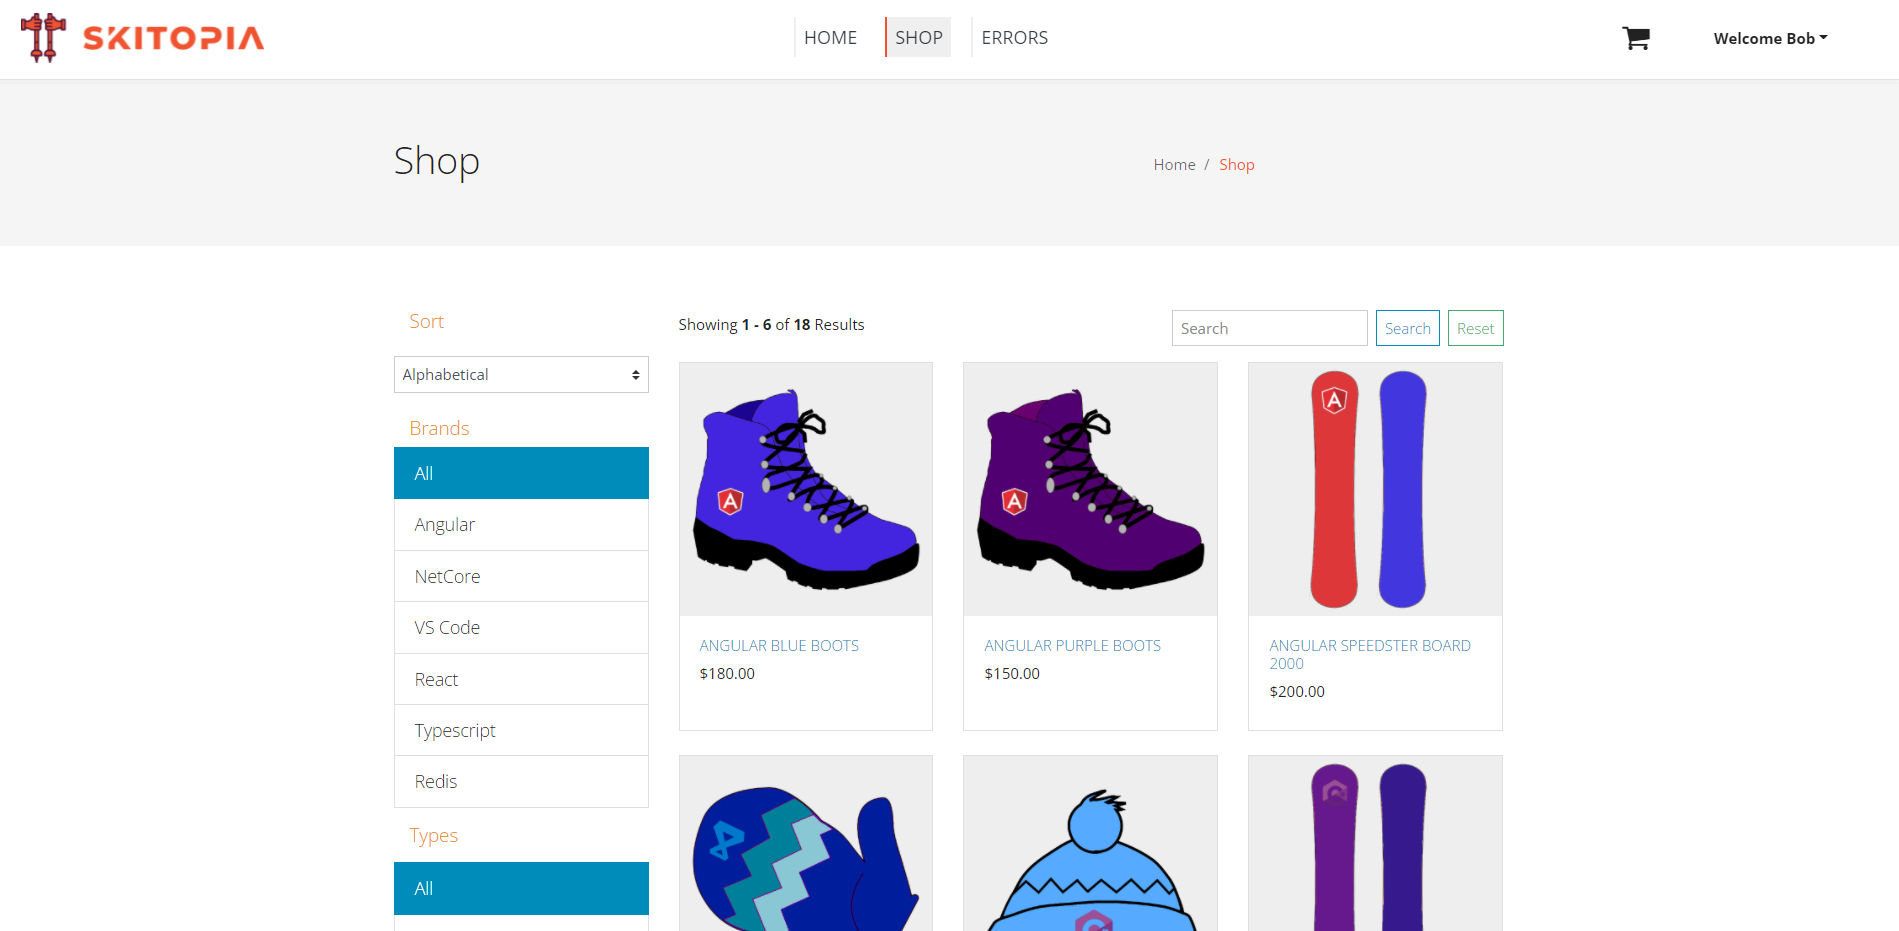 SKITOPIA
HOME
SHOP
ERRORS
Welcome Bob
Shop
Home / Shop
Sort
Alphabetical
Brands
All
Angular
NetCore
VS Code
React
Typescript
Redis
Types
All
Showing 1 - 6 of 18 Results
Search
Search
Reset
A
ANGULAR BLUE BOOTS
$180.00
A
ANGULAR PURPLE BOOTS
$150.00
A
ANGULAR SPEEDSTER BOARD
2000
$200.00